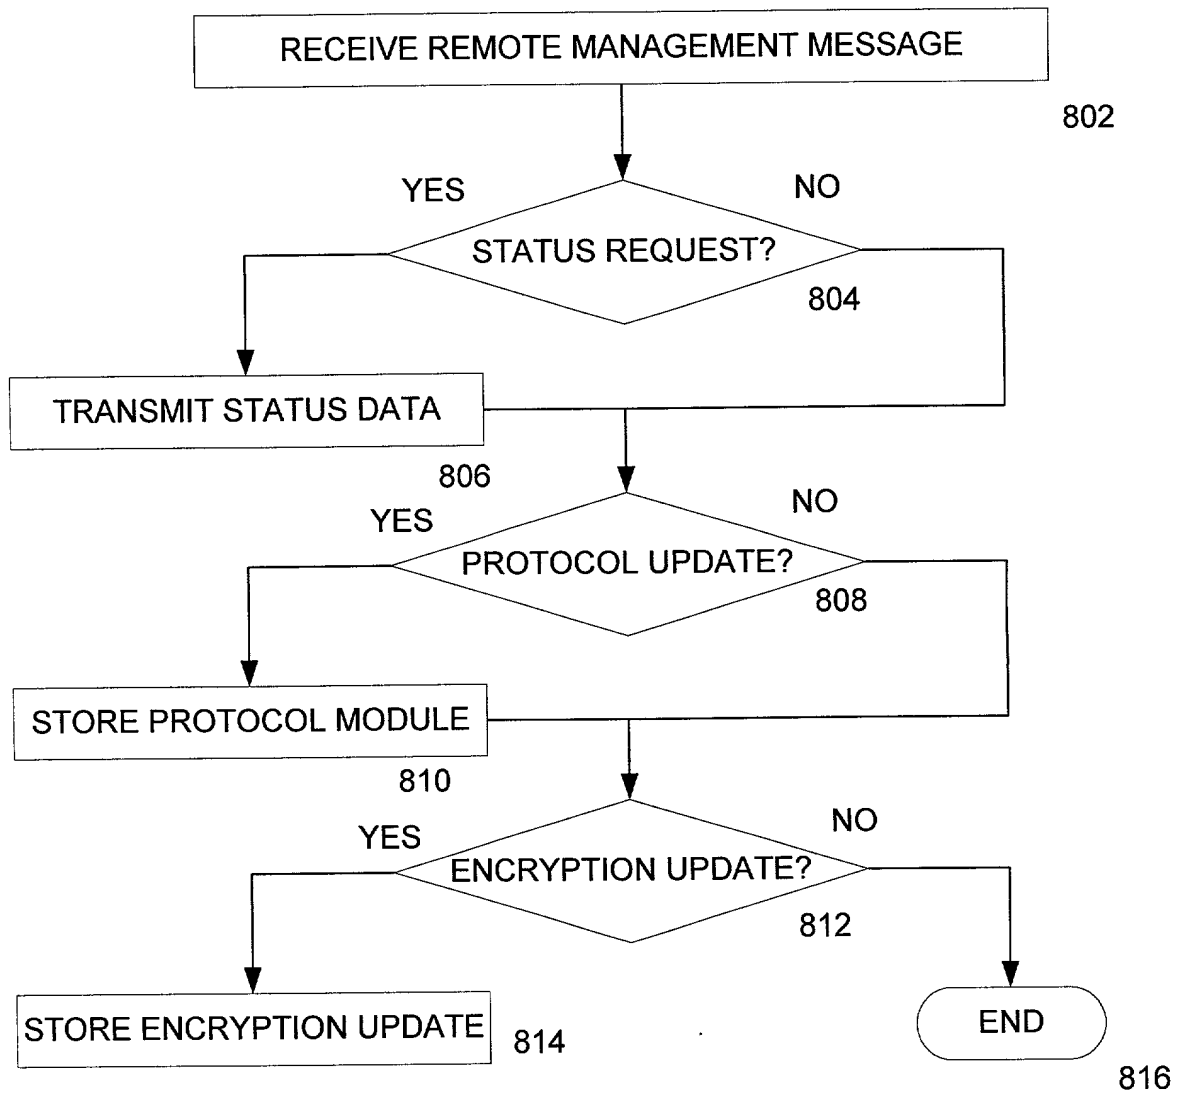 RECEIVE REMOTE MANAGEMENT MESSAGE
802
YES
NO
STATUS REQUEST?
804
TRANSMIT STATUS DATA
806
YES
NO
PROTOCOL UPDATE?
808
STORE PROTOCOL MODULE
810
YES
NO
ENCRYPTION UPDATE?
812
STORE ENCRYPTION UPDATE
814
END
816